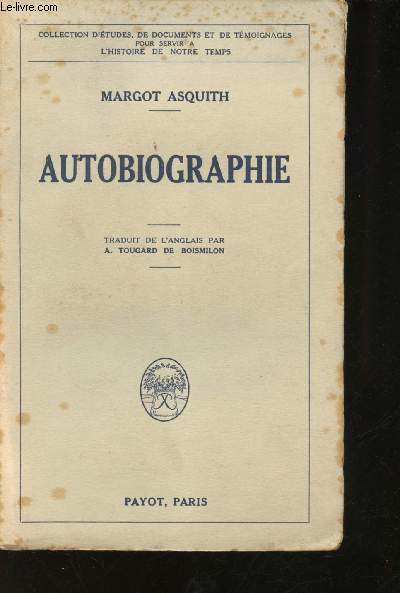 © Le-livre.com
COLLECTION D'ÉTUDES, DE DOCUMENTS ET DE TÉMOIGNAGES
POUR SERVIR A
L'HISTOIRE DE NOTRE TEMPS
MARGOT ASQUITH
AUTOBIOGRAPHIE
TRADUIT DE L'ANGLAIS PAR
A. TOUGARD DE BOISMILON
PAYOT, PARIS